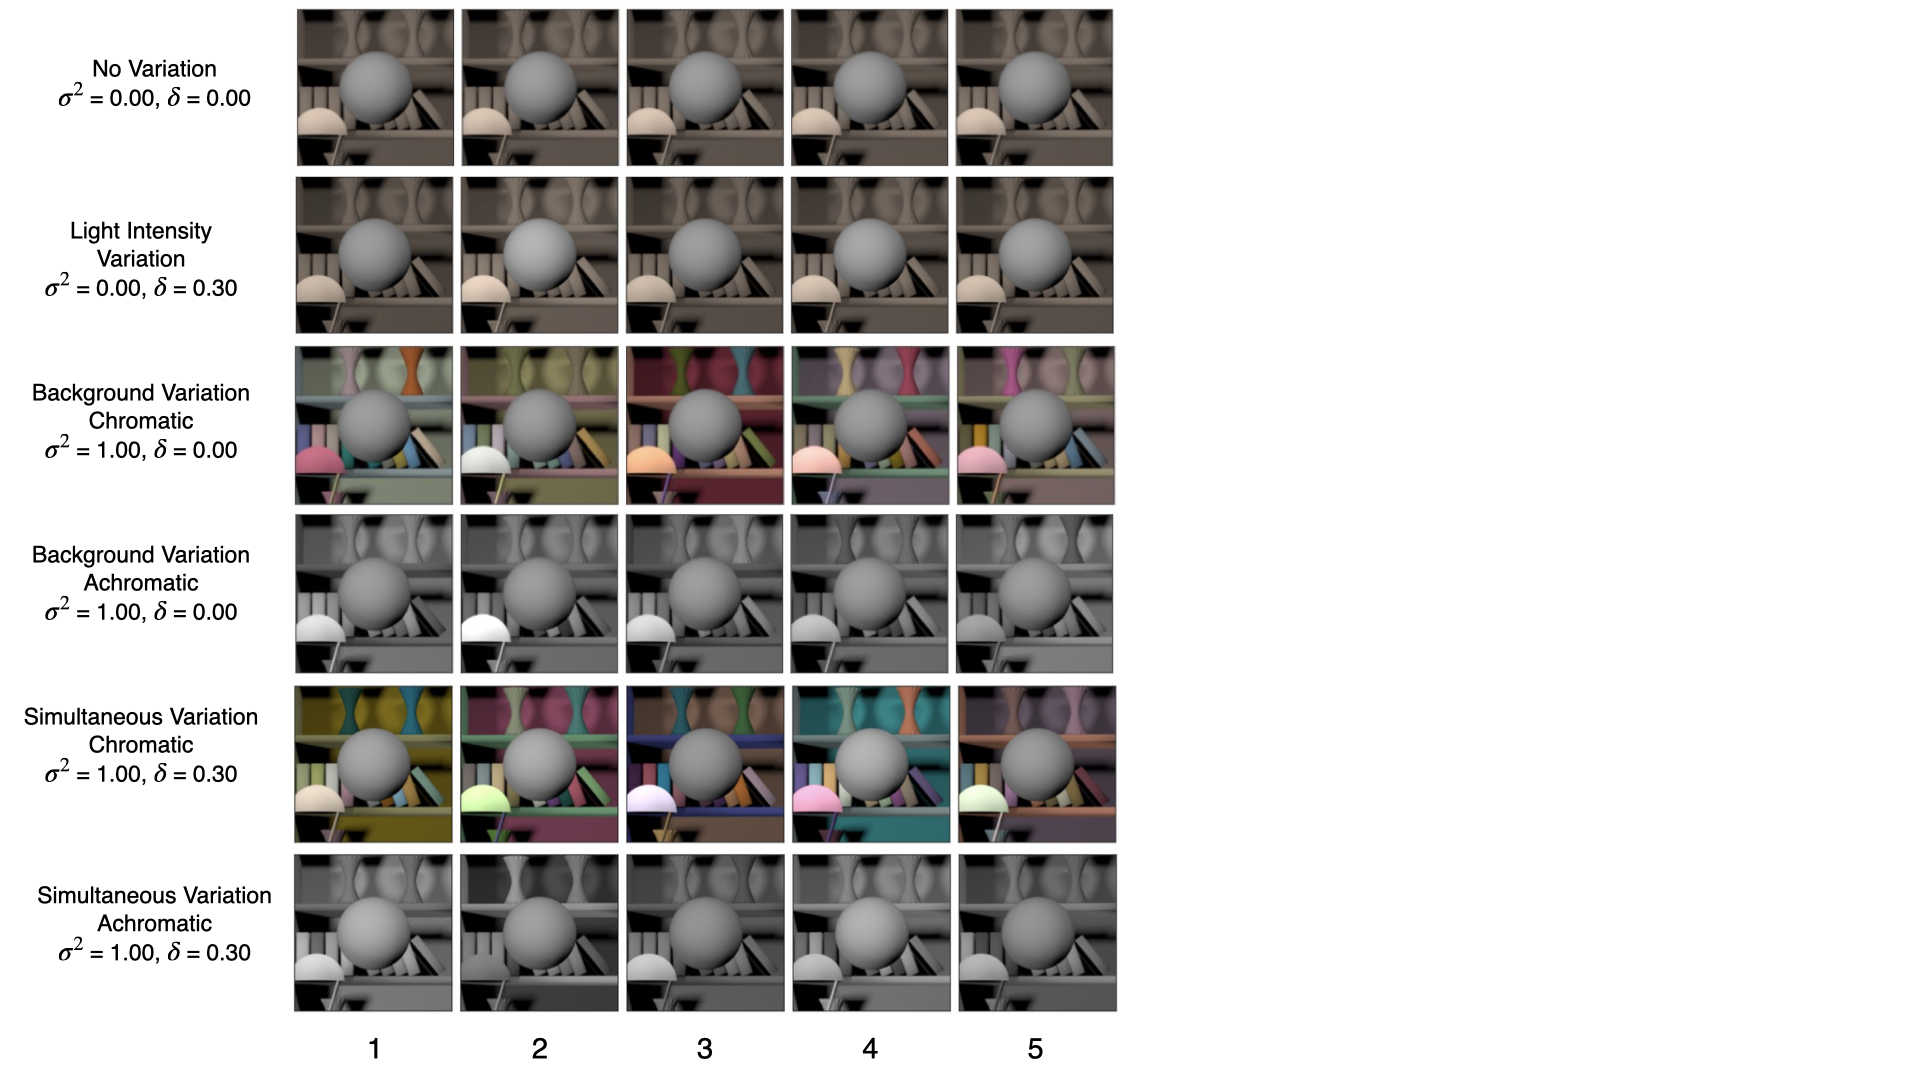 No Variation
σ² = 0.00, δ = 0.00
Light Intensity
Variation
σ² = 0.00, δ = 0.30
Background Variation
Chromatic
σ² = 1.00, δ = 0.00
Background Variation
Achromatic
σ² = 1.00, δ = 0.00
Simultaneous Variation
Chromatic
σ² = 1.00, δ = 0.30
Simultaneous Variation
Achromatic
σ² = 1.00, δ = 0.30
1 2 3 4 5